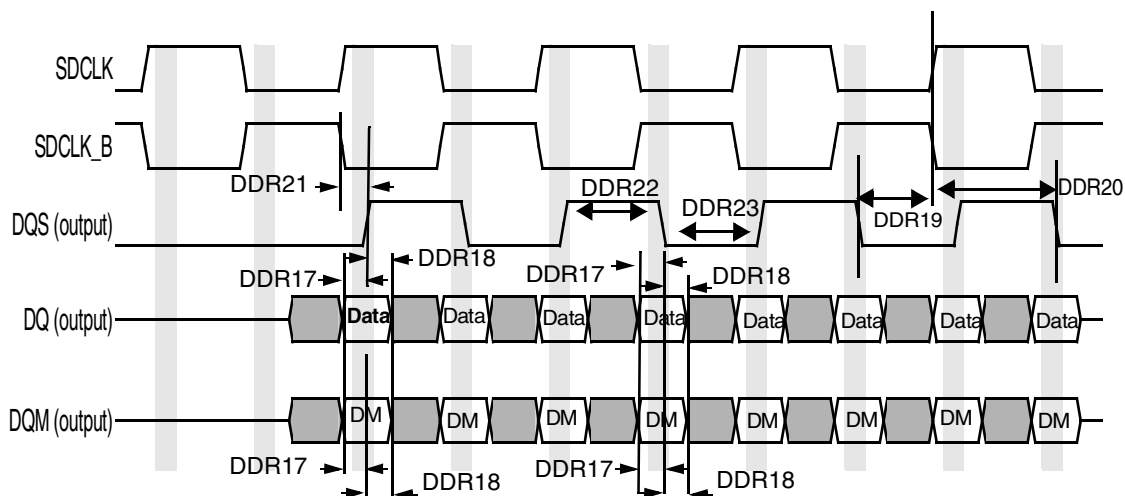 SDCLK
SDCLK_B
DDR21
DDR22
DDR20
DQS (output)
DDR23
DDR19
DDR18
DDR17
DDR17
DDR18
DQ (output)
Data Data Data Data Data Data Data Data
DQM (output)
DM DM DM DM DM DM DM DM
DDR17
DDR17
DDR18
DDR18